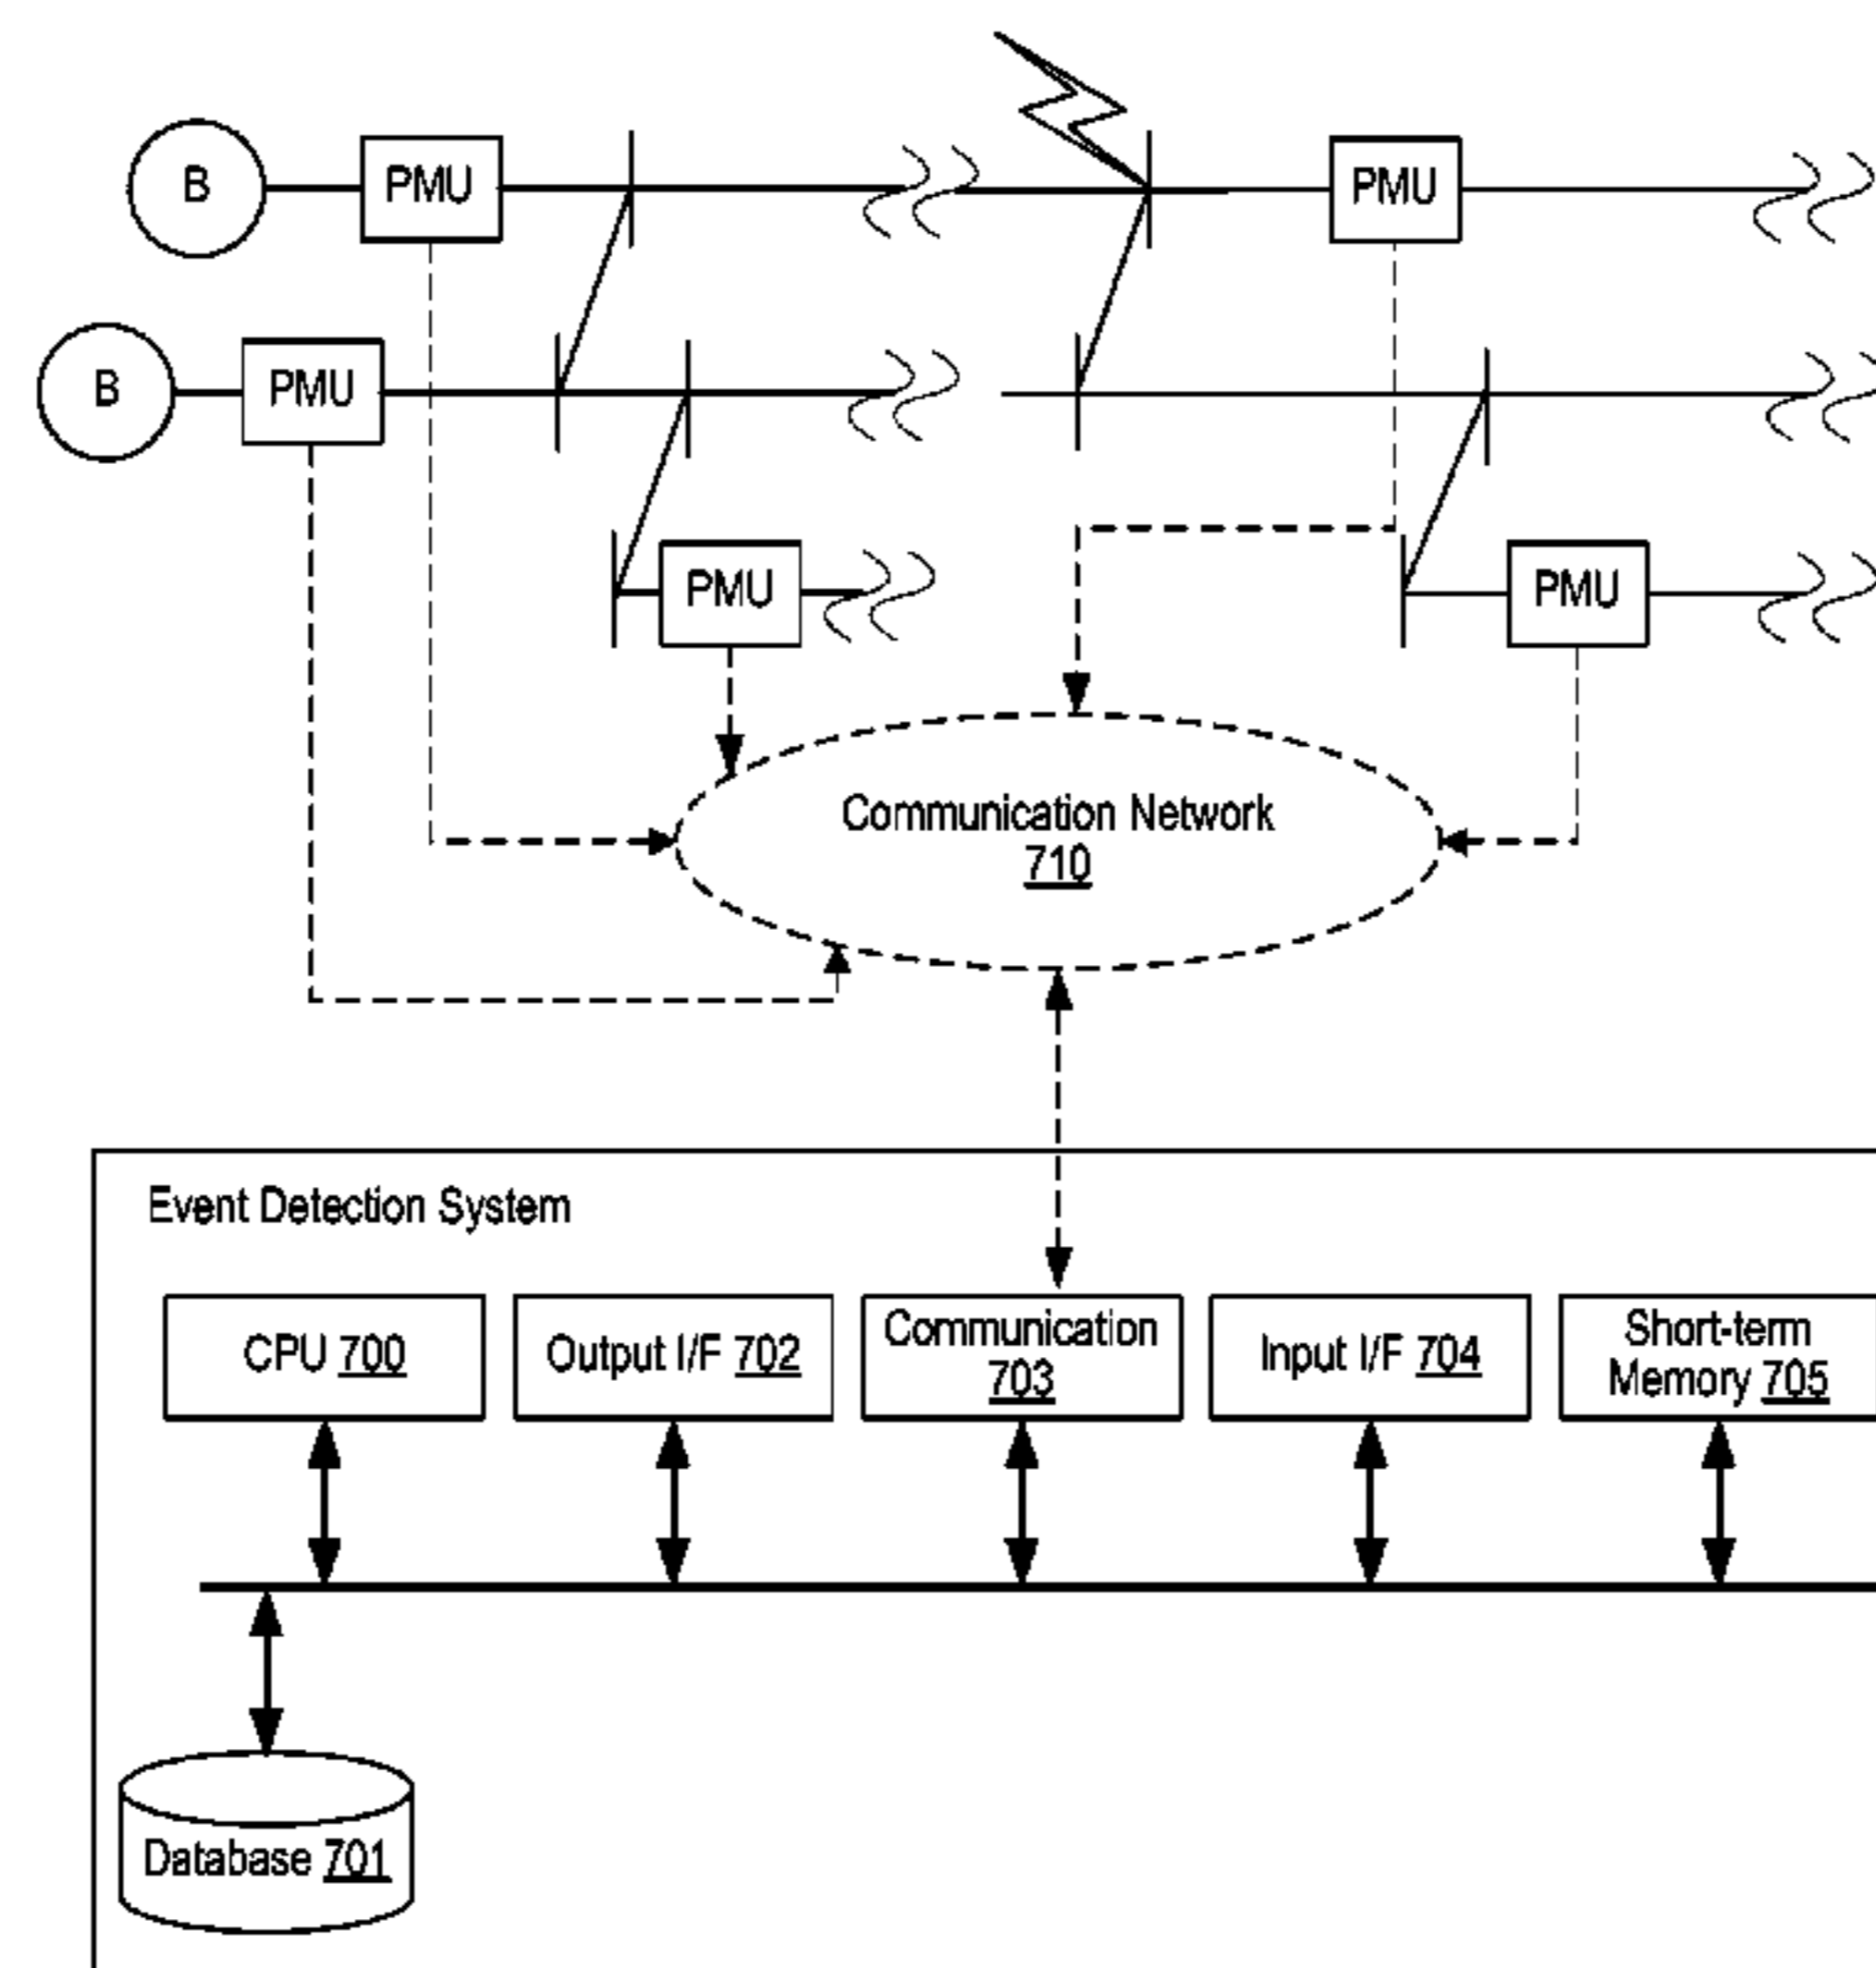 B
PMU
PMU
B
PMU
PMU
PMU
Communication Network
710
Event Detection System
CPU 700
Output I/F 702
Communication
703
Input I/F 704
Short-term
Memory 705
Database 701